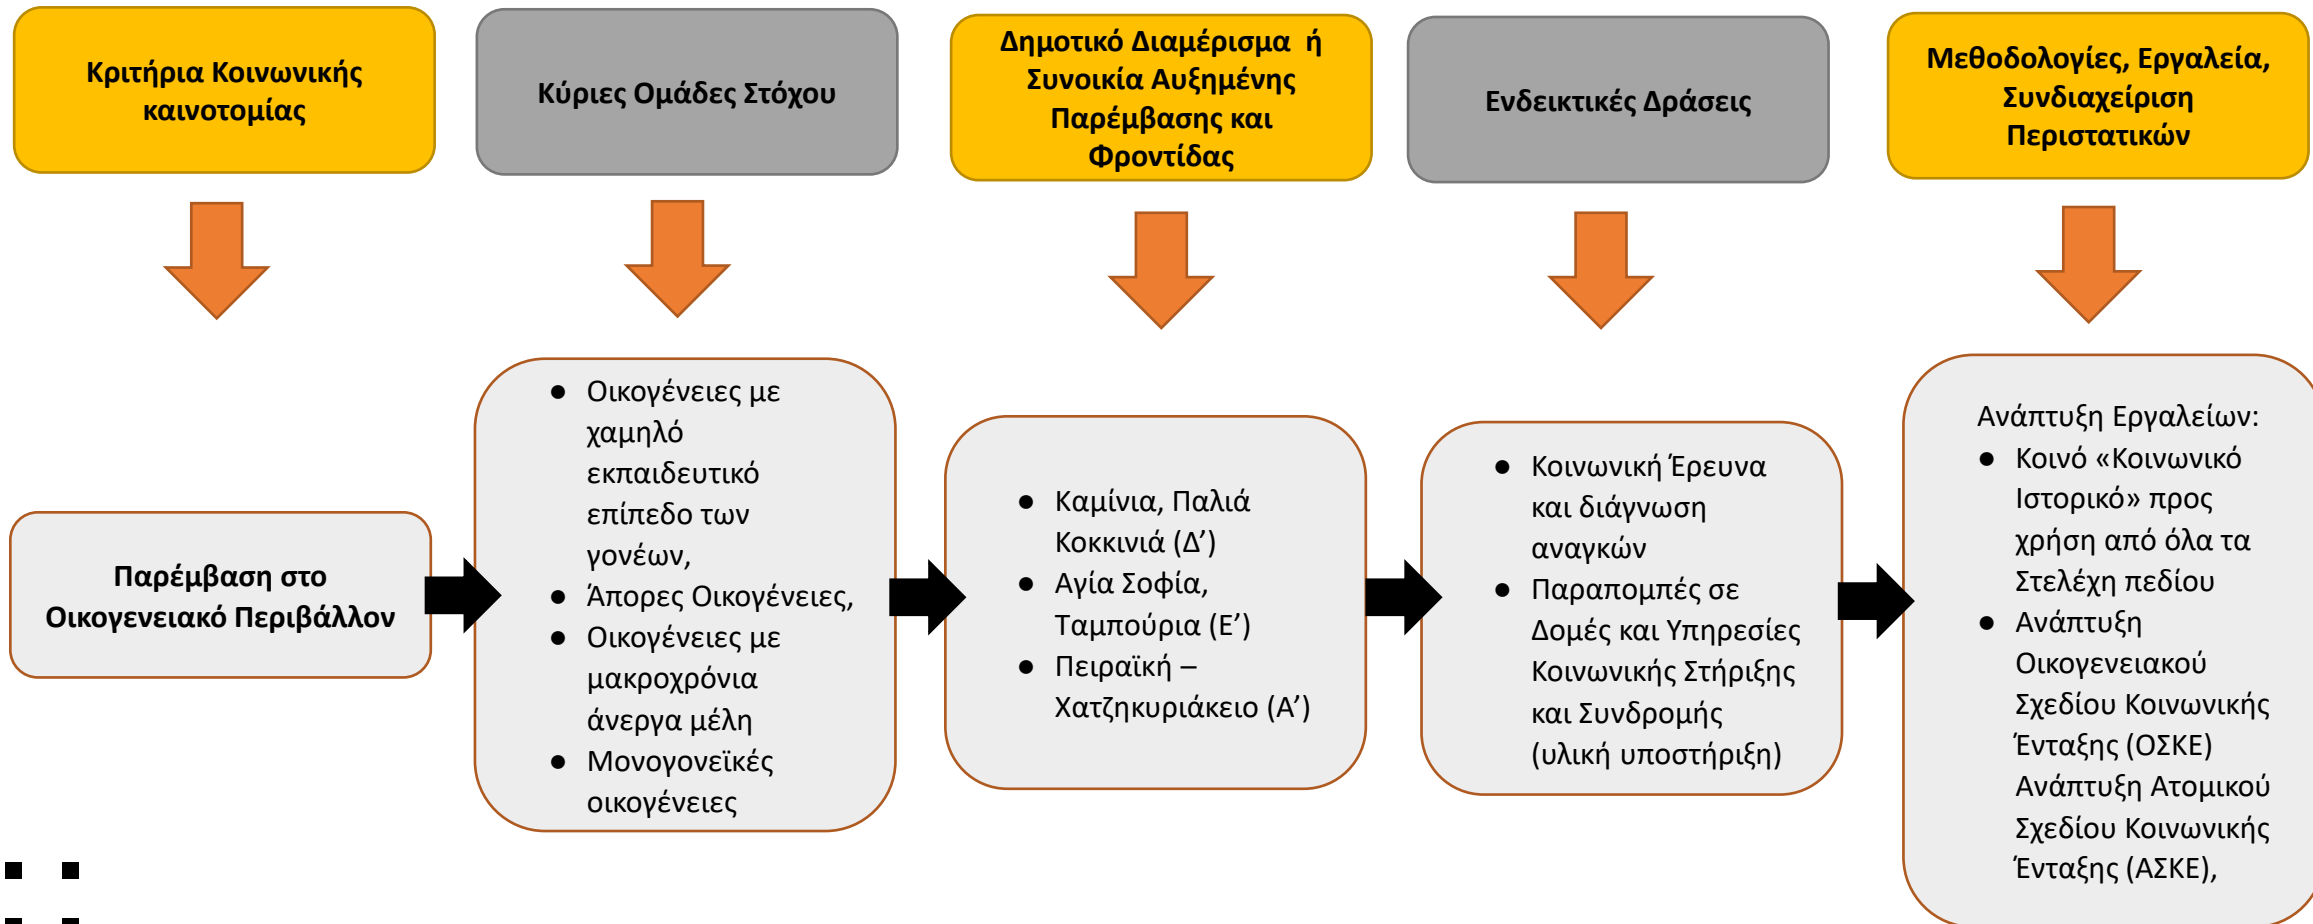 Κριτήρια Κοινωνικής
καινοτομίας
Κύριες Ομάδες Στόχου
Δημοτικό Διαμέρισμα ή
Συνοικία Αυξημένης
Παρέμβασης και
Φροντίδας
Ενδεικτικές Δράσεις
Μεθοδολογίες, Εργαλεία,
Συνδιαχείριση
Περιστατικών
Παρέμβαση στο
Οικογενειακό Περιβάλλον
● Οικογένειες με
χαμηλό
εκπαιδευτικό
επίπεδο των
γονέων,
● Άπορες Οικογένειες,
● Οικογένειες με
μακροχρόνια
άνεργα μέλη
● Μονογονεϊκές
οικογένειες
● Καμίνια, Παλιά
Κοκκινιά (Δ’)
● Αγία Σοφία,
Ταμπούρια (Ε’)
● Πειραϊκή –
Χατζηκυριάκειο (Α’)
● Κοινωνική Έρευνα
και διάγνωση
αναγκών
● Παραπομπές σε
Δομές και Υπηρεσίες
Κοινωνικής Στήριξης
και Συνδρομής
(υλική υποστήριξη)
Ανάπτυξη Εργαλείων:
● Κοινό «Κοινωνικό
Ιστορικό» προς
χρήση από όλα τα
Στελέχη πεδίου
● Ανάπτυξη
Οικογενειακού
Σχεδίου Κοινωνικής
Ένταξης (ΟΣΚΕ)
Ανάπτυξη Ατομικού
Σχεδίου Κοινωνικής
Ένταξης (ΑΣΚΕ),